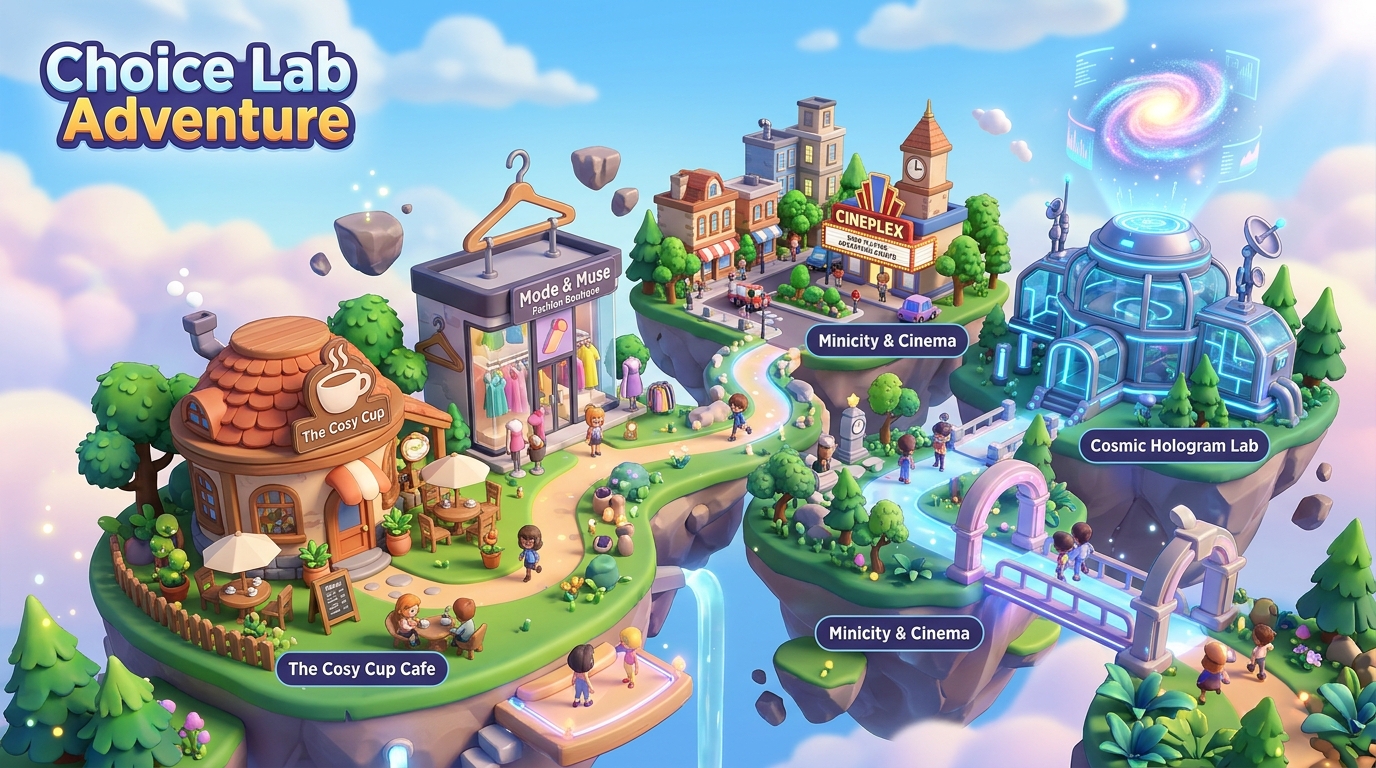 Choice Lab
Adventure
Mode & Muse
CINEPLEX
The Cosy Cup
Minicity & Cinema
Cosmic Hologram Lab
Minicity & Cinema
The Cosy Cup Cafe